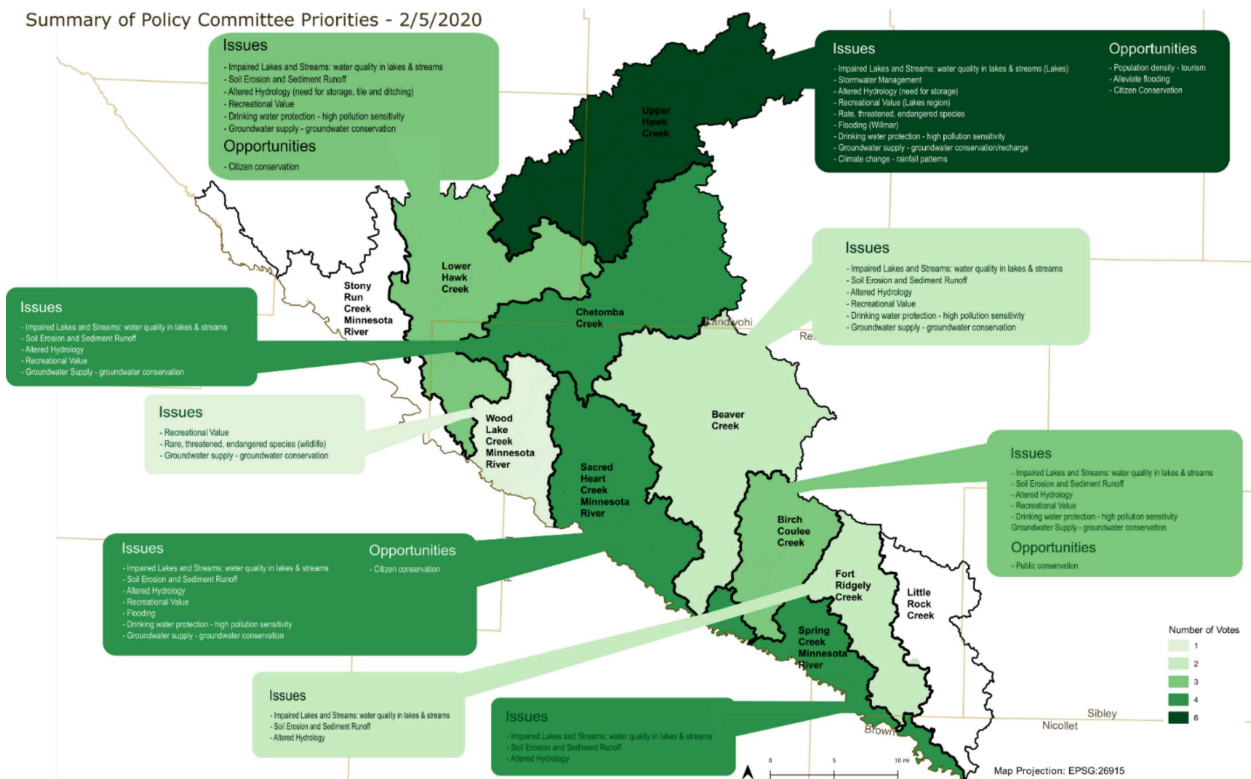 Summary of Policy Committee Priorities - 2/5/2020
Issues
- Impaired Lakes and Streams: water quality in lakes & streams
- Soil Erosion and Sediment Runoff
- Altered Hydrology (need for storage, tile and ditching)
- Recreational Value
- Drinking water protection - high pollution sensitivity
- Groundwater supply - groundwater conservation
Opportunities
- Citizen conservation
Issues
- Impaired Lakes and Streams: water quality in lakes & streams (Lakes)
- Stormwater Management
- Altered Hydrology (need for storage)
- Recreational Value (Lakes region)
- Rate, threatened, endangered species
- Flooding (Willmar)
- Drinking water protection - high pollution sensitivity
- Groundwater supply - groundwater conservation/recharge
- Climate change - rainfall patterns
Opportunities
- Population density - tourism
- Alleviate flooding
- Citizen Conservation
Upper
Hawk
Creek
Issues
- Impaired Lakes and Streams: water quality in lakes & streams
- Soil Erosion and Sediment Runoff
- Altered Hydrology
- Recreational Value
- Drinking water protection - high pollution sensitivity
- Groundwater supply - groundwater conservation
Lower
Hawk
Creek
Stony
Run
Creek
Minnesota
River
Chetomba
Creek
Issues
- Impaired Lakes and Streams: water quality in lakes & streams
- Soil Erosion and Sediment Runoff
- Altered Hydrology
- Recreational Value
- Groundwater Supply - groundwater conservation
Issues
- Recreational Value
- Rare, threatened, endangered species (wildlife)
- Groundwater supply - groundwater conservation
Wood
Lake
Creek
Minnesota
River
Beaver
Creek
Sacred
Heart
Creek
Minnesota
River
Issues
- Impaired Lakes and Streams: water quality in lakes & streams
- Soil Erosion and Sediment Runoff
- Altered Hydrology
- Recreational Value
- Drinking water protection - high pollution sensitivity
Groundwater Supply - groundwater conservation
Opportunities
- Public conservation
Birch
Coulee
Creek
Issues
- Impaired Lakes and Streams: water quality in lakes & streams
- Soil Erosion and Sediment Runoff
- Altered Hydrology
- Recreational Value
- Flooding
- Drinking water protection - high pollution sensitivity
- Groundwater supply - groundwater conservation
Opportunities
- Citizen conservation
Fort
Ridgely
Creek
Little
Rock
Creek
Spring
Creek
Minnesota
River
Issues
- Impaired Lakes and Streams: water quality in lakes & streams
- Soil Erosion and Sediment Runoff
- Altered Hydrology
Issues
- Impaired Lakes and Streams: water quality in lakes & streams
- Soil Erosion and Sediment Runoff
- Altered Hydrology
Number of Votes
1
2
3
4
6
Sibley
Nicollet
Brown
0 5 10 mi
Map Projection: EPSG:26915